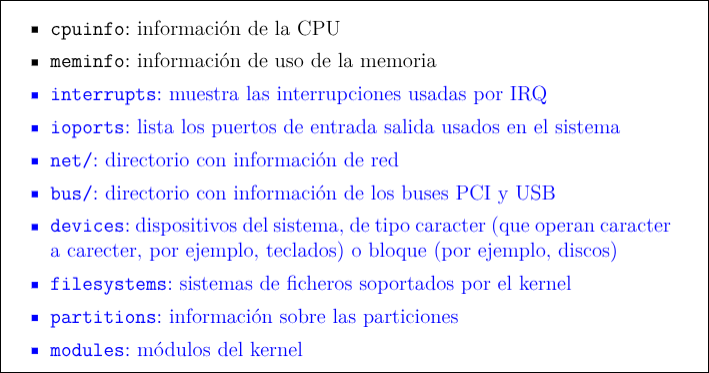 ▪ cpuinfo: información de la CPU
▪ meminfo: información de uso de la memoria
▪ interrupts: muestra las interrupciones usadas por IRQ
▪ ioports: lista los puertos de entrada salida usados en el sistema
▪ net/: directorio con información de red
▪ bus/: directorio con información de los buses PCI y USB
▪ devices: dispositivos del sistema, de tipo caracter (que operan caracter
a carecter, por ejemplo, teclados) o bloque (por ejemplo, discos)
▪ filesystems: sistemas de ficheros soportados por el kernel
▪ partitions: información sobre las particiones
▪ modules: módulos del kernel